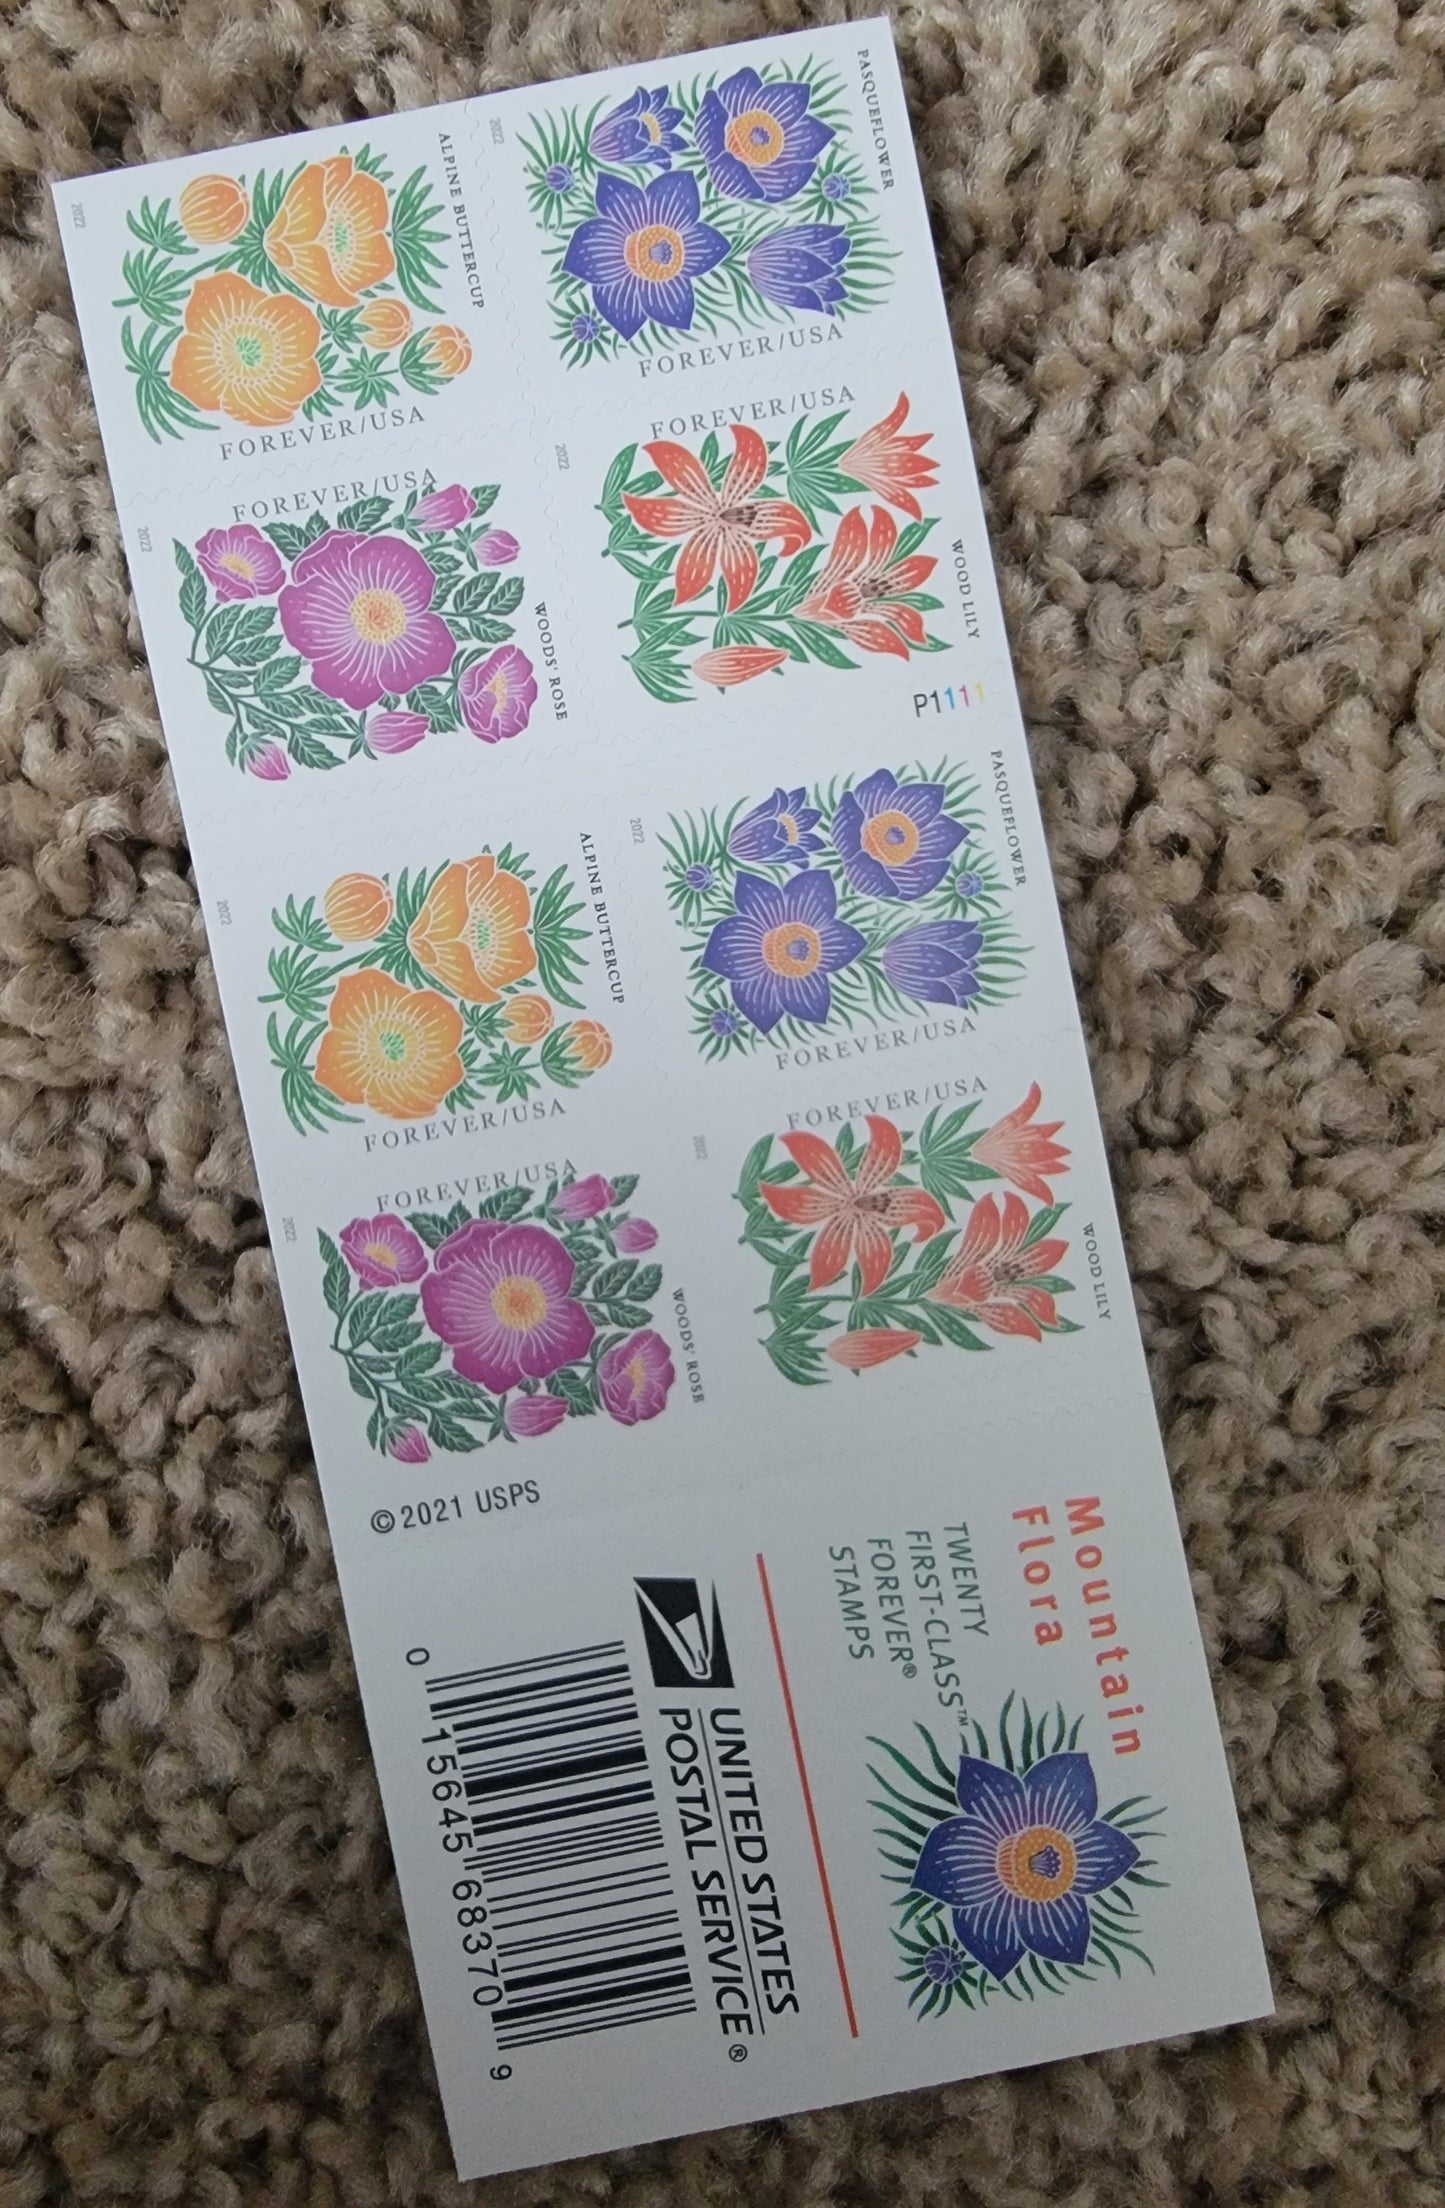 2022
ALPINE BUTTERCUP
FOREVER/USA
2022
PASQUEFLOWER
FOREVER/USA
FOREVER/USA
2022
WOODS' ROSE
FOREVER/USA
2022
WOOD LILY
P1111
2022
ALPINE BUTTERCUP
FOREVER/USA
2022
PASQUEFLOWER
FOREVER/USA
FOREVER/USA
2022
WOODS' ROSE
FOREVER/USA
2022
WOOD LILY
© 2021 USPS
Mountain
Flora
TWENTY
FIRST-CLASS™
FOREVER®
STAMPS
UNITED STATES
POSTAL SERVICE®
0 15645 68370 9